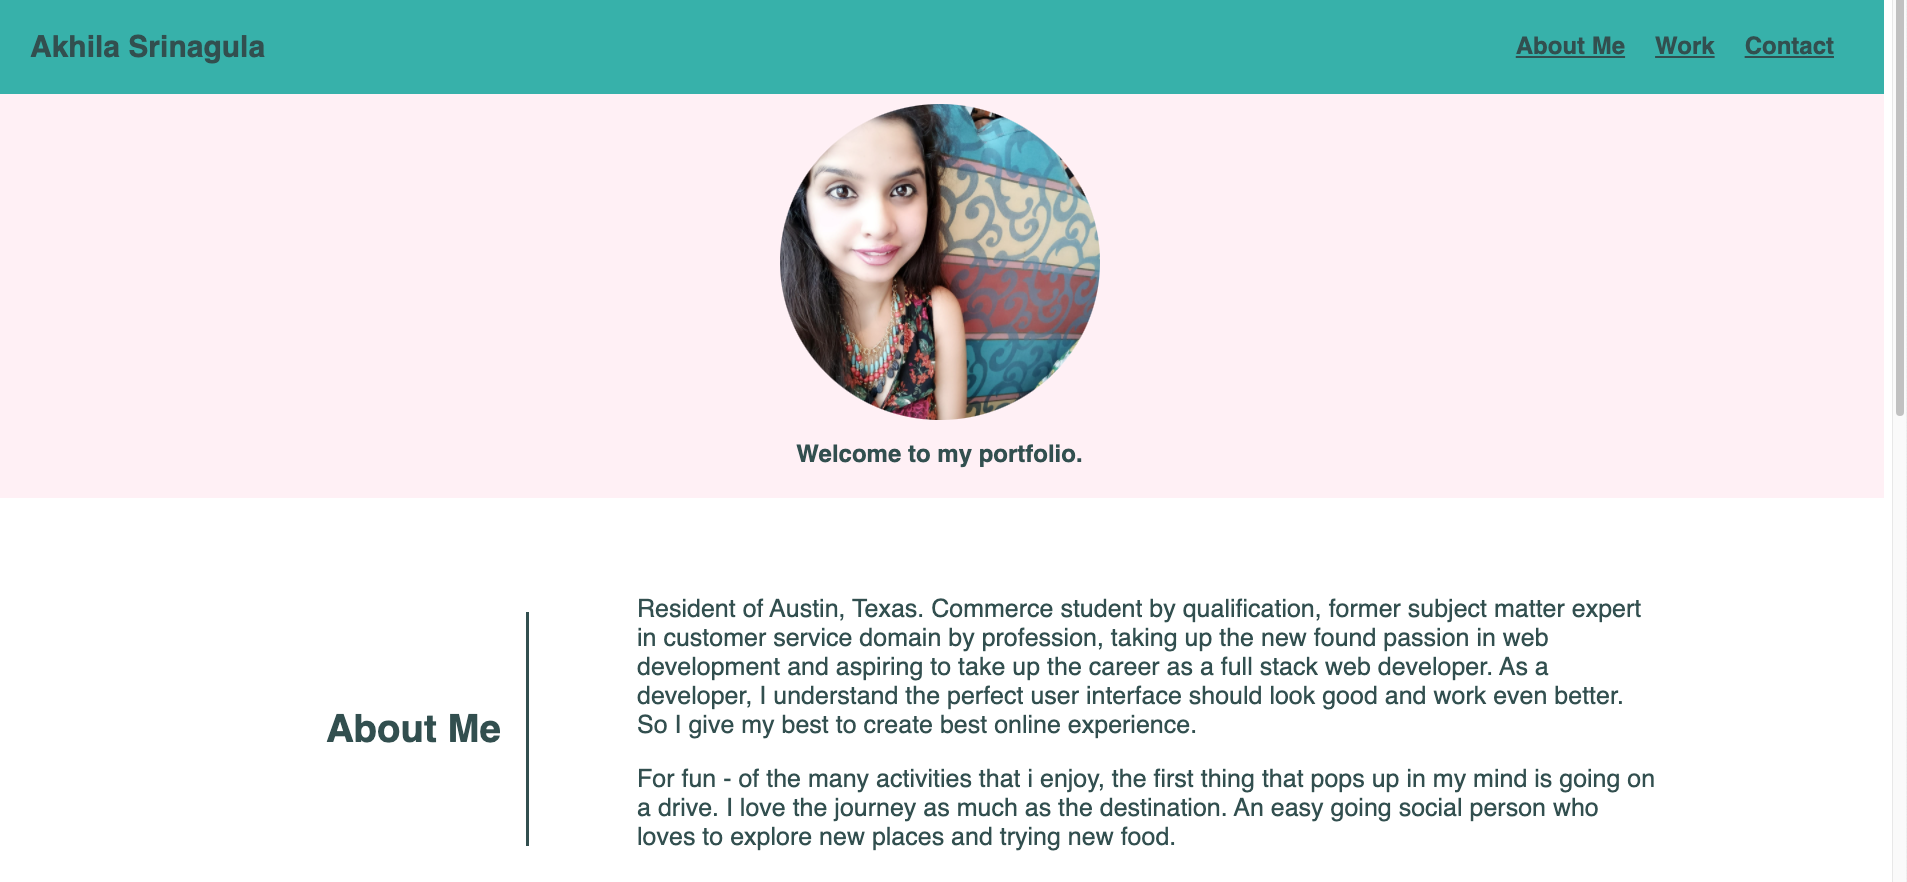 Akhila Srinagula
About Me Work Contact
Welcome to my portfolio.
About Me
Resident of Austin, Texas. Commerce student by qualification, former subject matter expert
in customer service domain by profession, taking up the new found passion in web
development and aspiring to take up the career as a full stack web developer. As a
developer, I understand the perfect user interface should look good and work even better.
So I give my best to create best online experience.
For fun - of the many activities that i enjoy, the first thing that pops up in my mind is going on
a drive. I love the journey as much as the destination. An easy going social person who
loves to explore new places and trying new food.